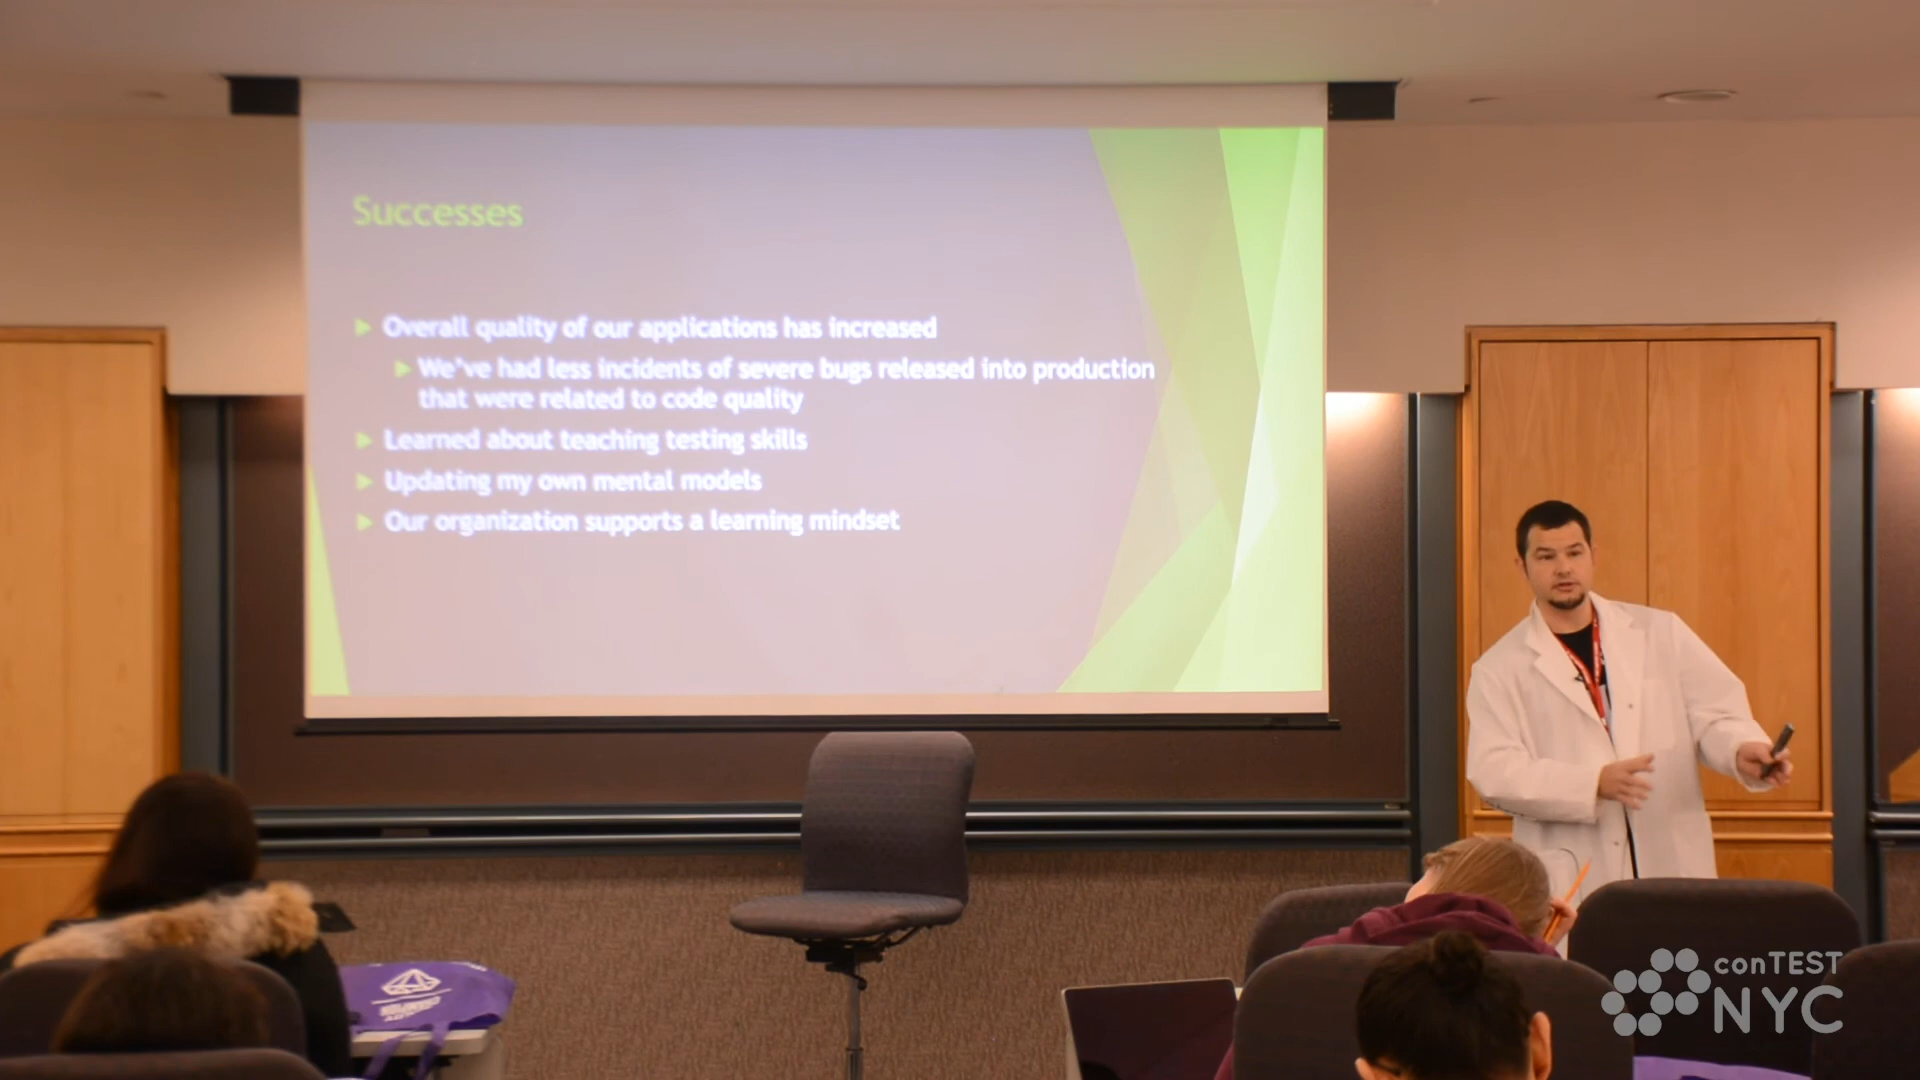 Successes
Overall quality of our applications has increased
We've had less incidents of severe bugs released into production
that were related to code quality
Learned about teaching testing skills
Updating my own mental models
Our organization supports a learning mindset
conTEST
NYC